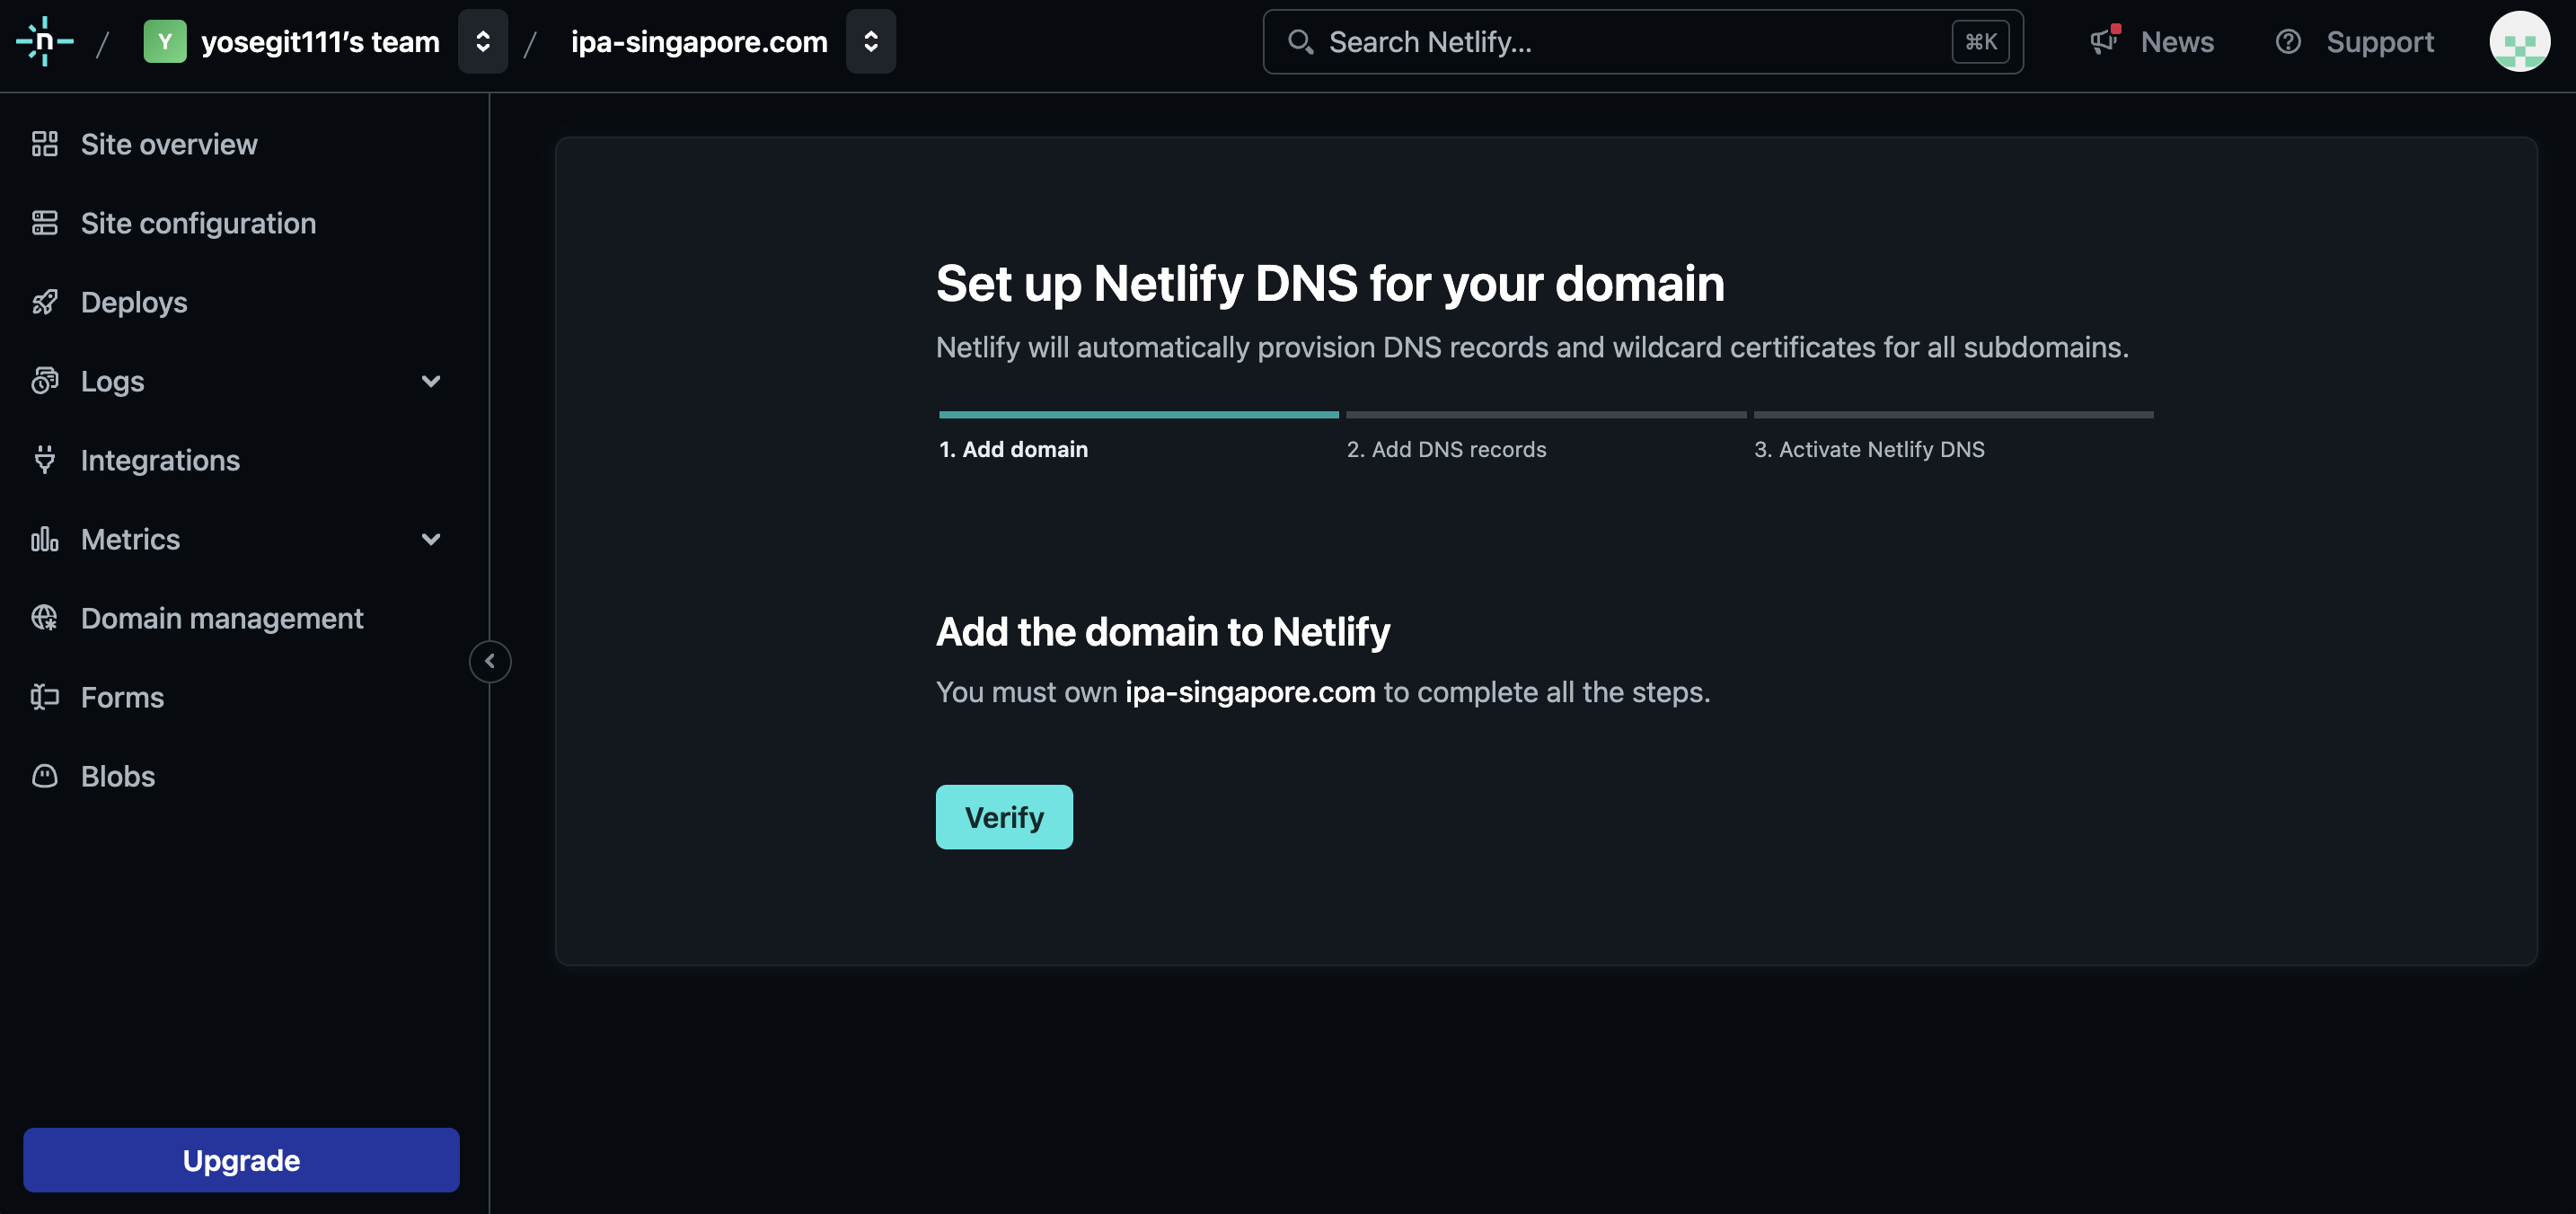 n / Y yosegit111's team / ipa-singapore.com
Search Netlify... ⌘K
News
Support
Site overview
Site configuration
Deploys
Logs
Integrations
Metrics
Domain management
Forms
Blobs
Upgrade
Set up Netlify DNS for your domain
Netlify will automatically provision DNS records and wildcard certificates for all subdomains.
1. Add domain
2. Add DNS records
3. Activate Netlify DNS
Add the domain to Netlify
You must own ipa-singapore.com to complete all the steps.
Verify